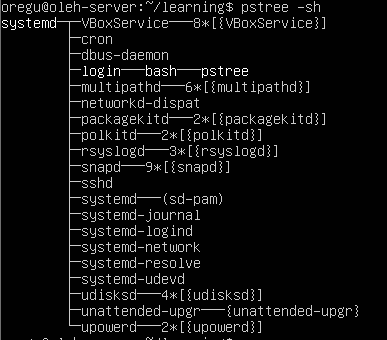 oregu@oleh-server:~/learning$ pstree -sh
systemd─┬─VBoxService───8*[{VBoxService}]
        ├─cron
        ├─dbus-daemon
        ├─login───bash───pstree
        ├─multipathd───6*[{multipathd}]
        ├─networkd-dispat
        ├─packagekitd───2*[{packagekitd}]
        ├─polkitd───2*[{polkitd}]
        ├─rsyslogd───3*[{rsyslogd}]
        ├─snapd───9*[{snapd}]
        ├─sshd
        ├─systemd───(sd-pam)
        ├─systemd-journal
        ├─systemd-logind
        ├─systemd-network
        ├─systemd-resolve
        ├─systemd-udevd
        ├─udisksd───4*[{udisksd}]
        ├─unattended-upgr───{unattended-upgr}
        └─upowerd───2*[{upowerd}]
oregu@oleh-server:~/learning$